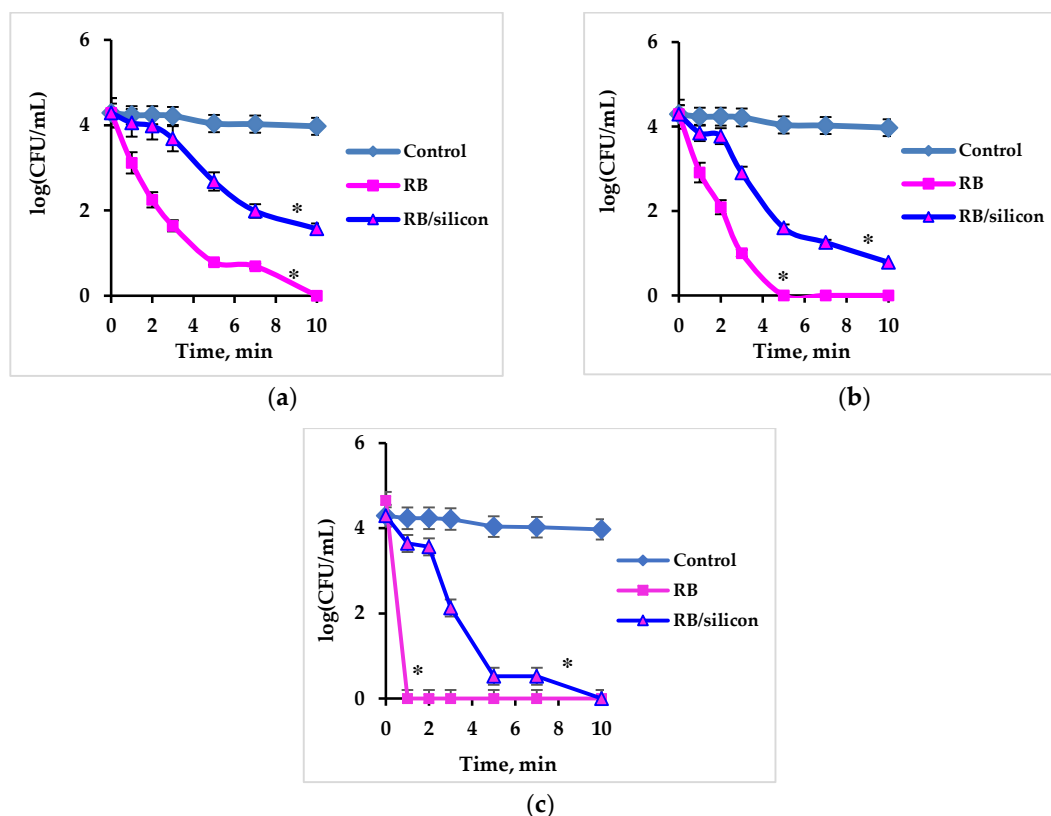 6
4
2
0
log(CFU/mL)
0 2 4 6 8 10
Time, min
Control
RB
RB/silicon
*
*
(a)
6
4
2
0
log(CFU/mL)
0 2 4 6 8 10
Time, min
Control
RB
RB/silicon
*
*
(b)
6
4
2
0
log(CFU/mL)
0 2 4 6 8 10
Time, min
Control
RB
RB/silicon
*
*
(c)